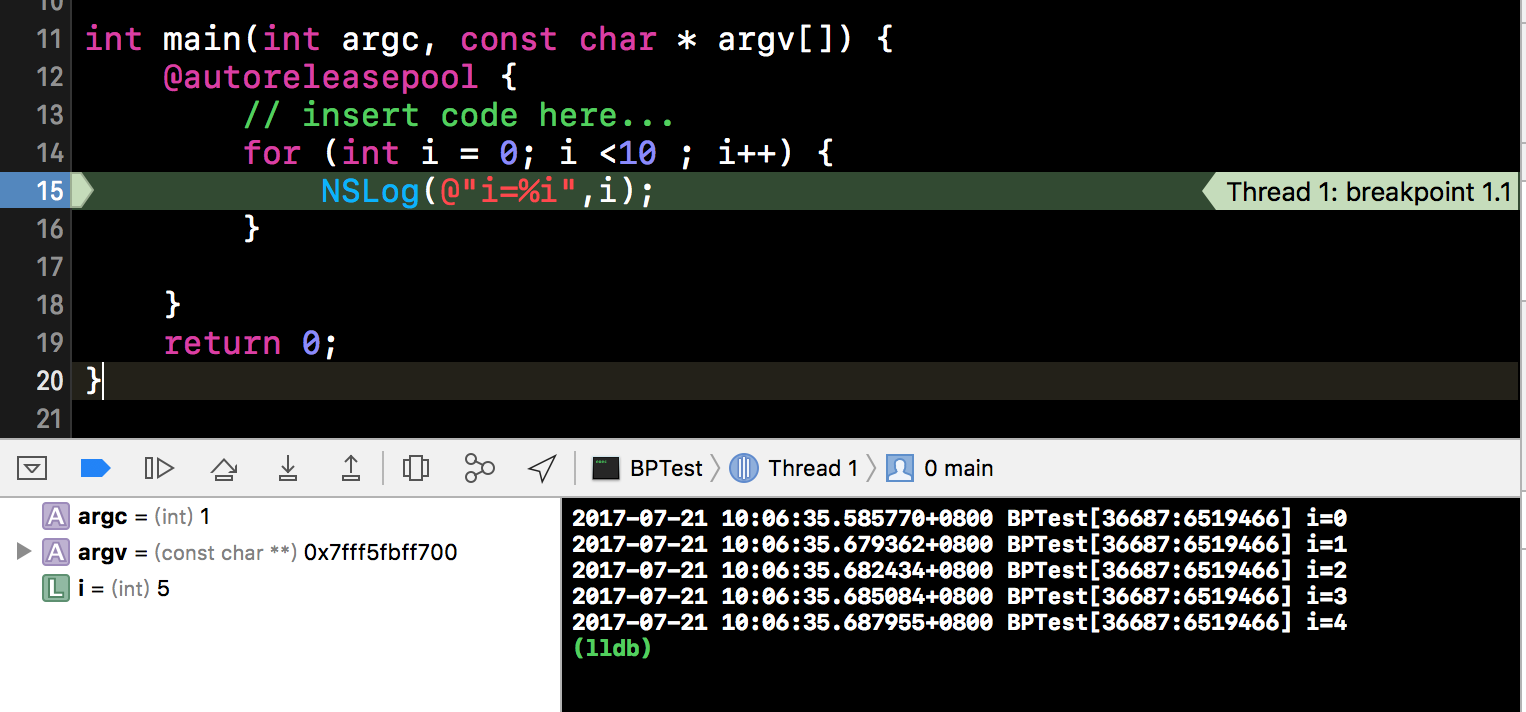 10
11 int main(int argc, const char * argv[]) {
12 @autoreleasepool {
13 // insert code here...
14 for (int i = 0; i <10 ; i++) {
15 NSLog(@"i=%i",i); Thread 1: breakpoint 1.1
16 }
17
18 }
19 return 0;
20 }
21
BPTest Thread 1 0 main
A argc = (int) 1
A argv = (const char **) 0x7fff5fbff700
L i = (int) 5
2017-07-21 10:06:35.585770+0800 BPTest[36687:6519466] i=0
2017-07-21 10:06:35.679362+0800 BPTest[36687:6519466] i=1
2017-07-21 10:06:35.682434+0800 BPTest[36687:6519466] i=2
2017-07-21 10:06:35.685084+0800 BPTest[36687:6519466] i=3
2017-07-21 10:06:35.687955+0800 BPTest[36687:6519466] i=4
(lldb)